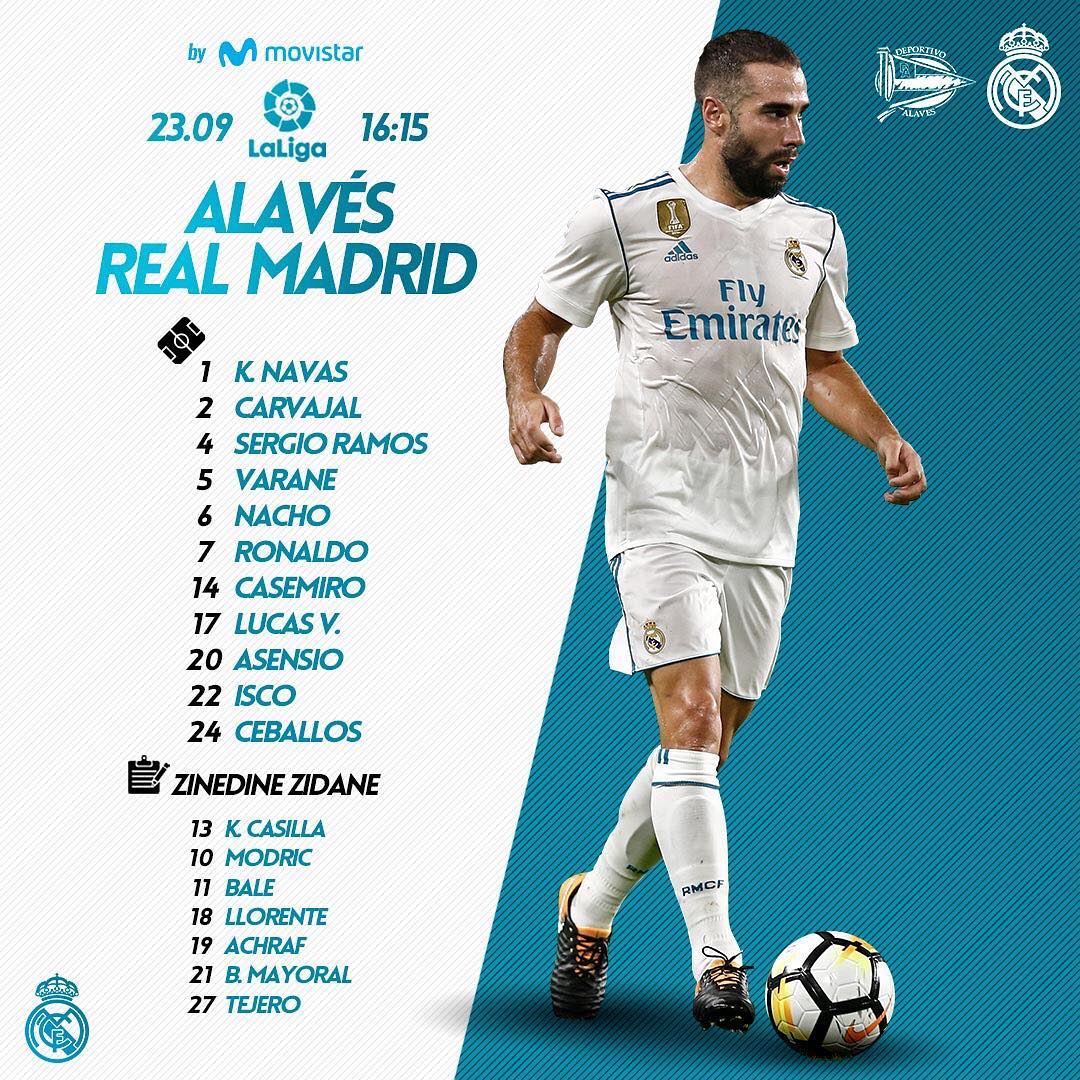 by movistar
23.09 LaLiga 16:15
ALAVÉS
REAL MADRID
1 K. NAVAS
2 CARVAJAL
4 SERGIO RAMOS
5 VARANE
6 NACHO
7 RONALDO
14 CASEMIRO
17 LUCAS V.
20 ASENSIO
22 ISCO
24 CEBALLOS
ZINEDINE ZIDANE
13 K. CASILLA
10 MODRIC
11 BALE
18 LLORENTE
19 ACHRAF
21 B. MAYORAL
27 TEJERO
DEPORTIVO
ALAVES
FIFA
adidas
Fly
Emirates
RMCF